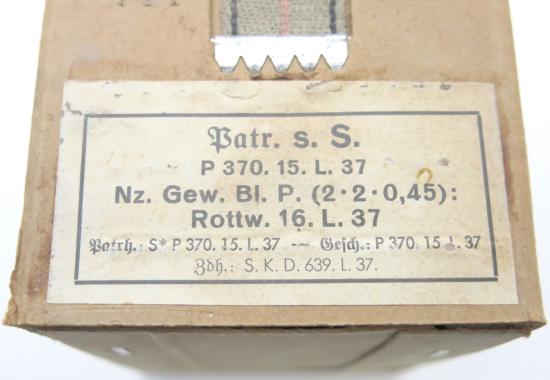 Patr. s. S.
P 370. 15. L. 37
Nz. Gew. Bl. P. (2·2·0,45):
Rottw. 16. L. 37
Patrh.: S* P 370. 15. L. 37 -- Gesch.: P 370. 15 L. 37
Zdh.: S. K. D. 639. L. 37.